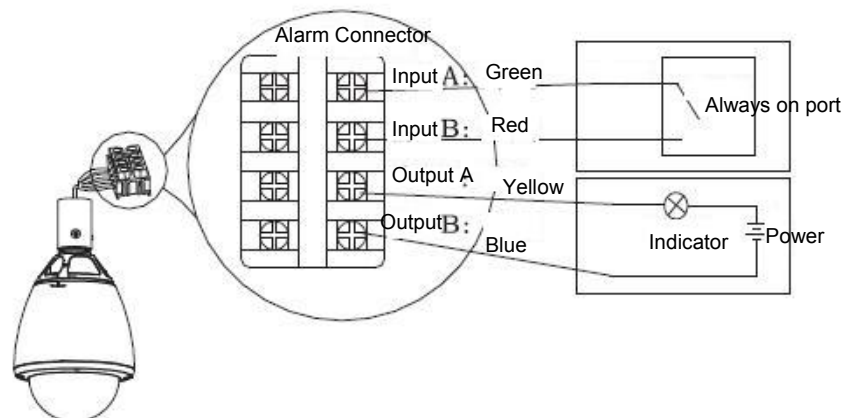 Alarm Connector
Input A: Green
Always on port
Input B: Red
Output A: Yellow
Output B: Blue
Indicator
Power